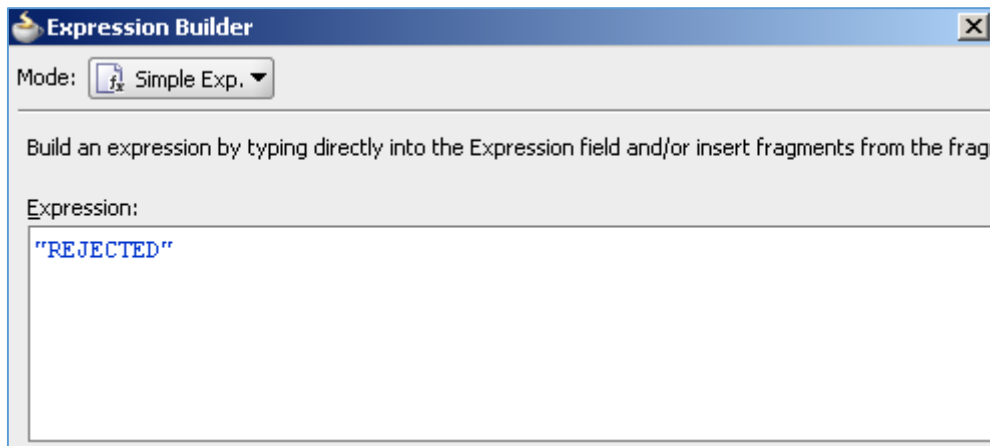 Expression Builder
Mode: Simple Exp.
Build an expression by typing directly into the Expression field and/or insert fragments from the frag
Expression:
"REJECTED"